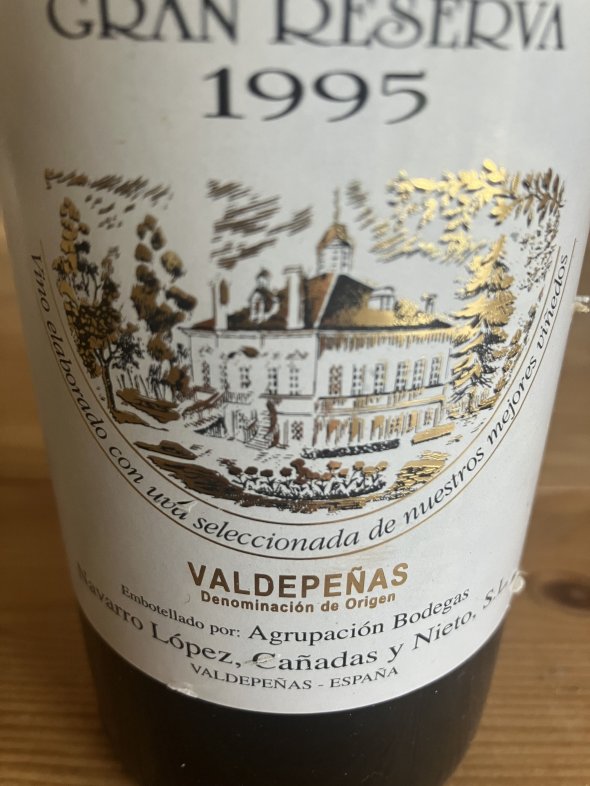 GRAN RESERVA
1995
Vino elaborado con uva seleccionada de nuestros mejores viñedos
VALDEPEÑAS
Denominación de Origen
Embotellado por: Agrupación Bodegas
Navarro López, Cañadas y Nieto, S.L.
VALDEPEÑAS - ESPAÑA